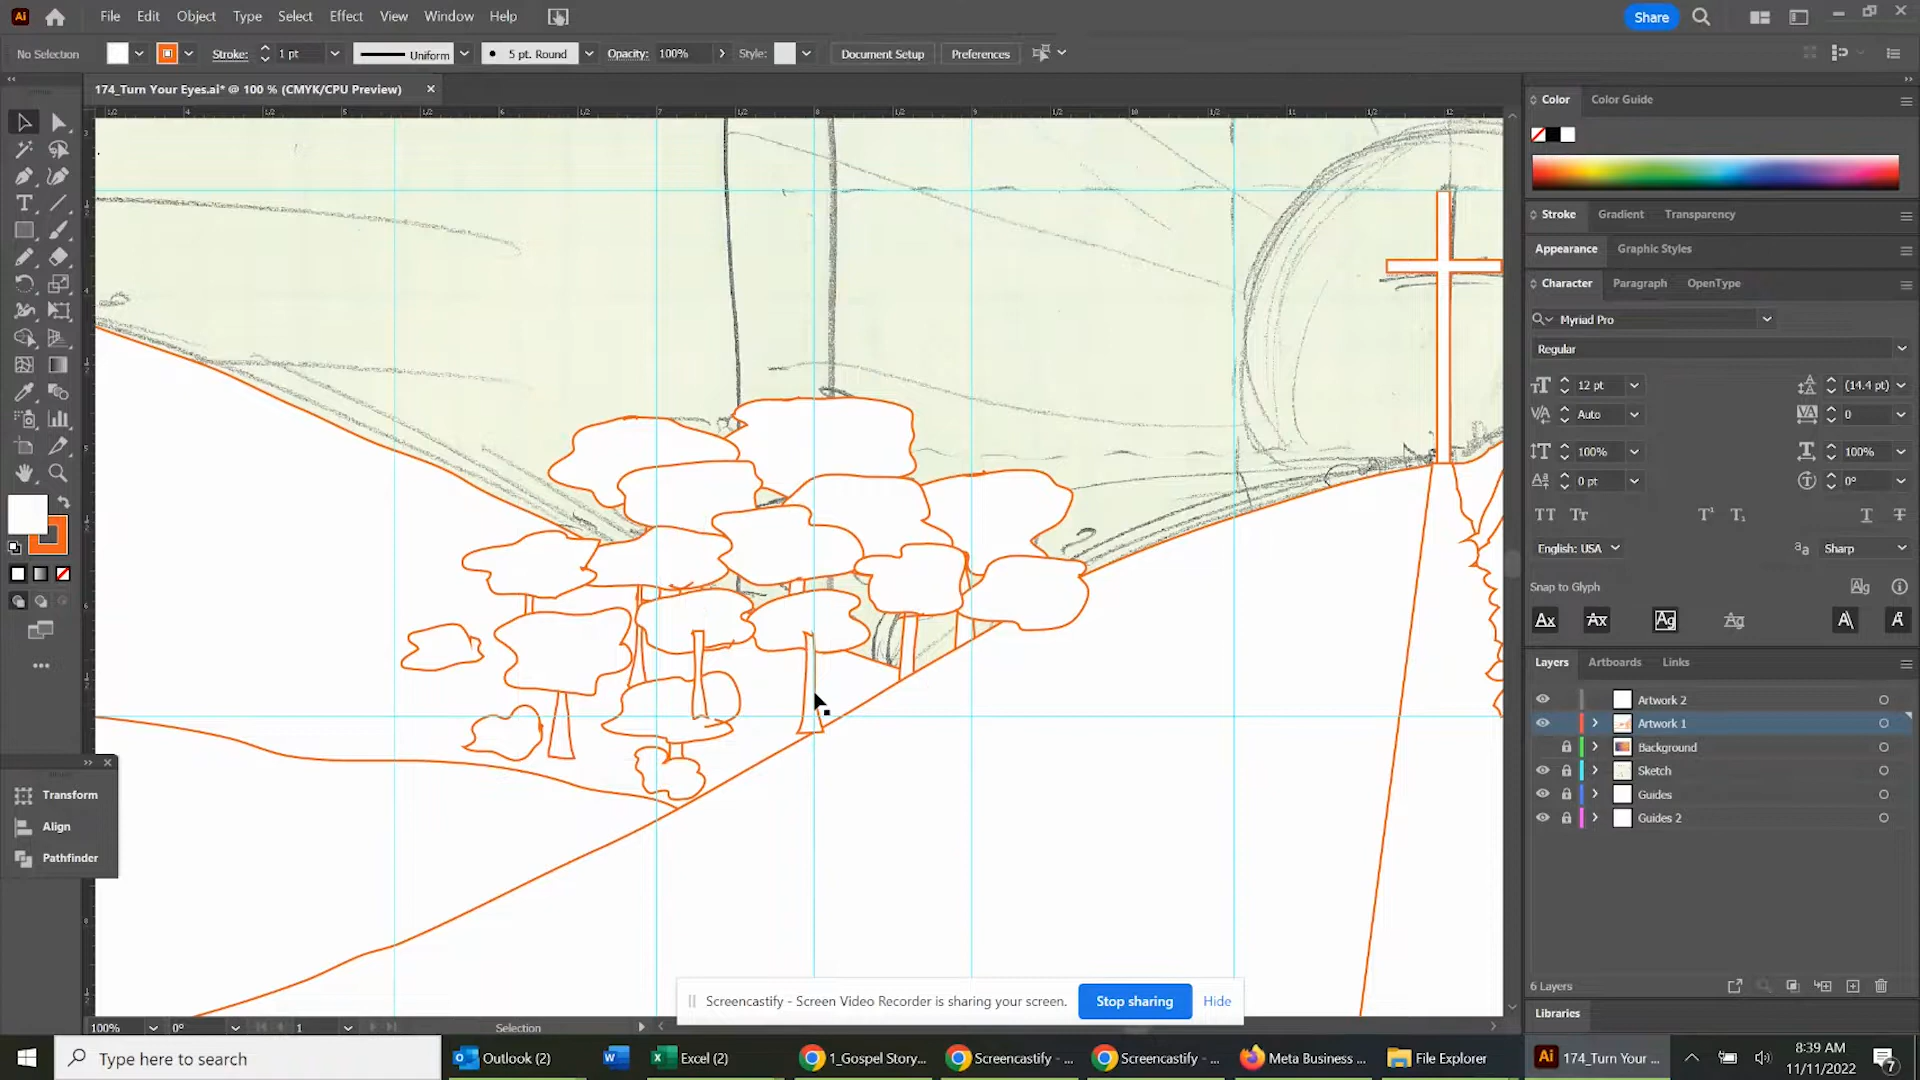 Ai File Edit Object Type Select Effect View Window Help Share
No Selection Stroke: 1 pt Uniform 5 pt. Round Opacity: 100% Style: Document Setup Preferences
174_Turn Your Eyes.ai* @ 100 % (CMYK/CPU Preview)
Color Color Guide
Stroke Gradient Transparency
Appearance Graphic Styles
Character Paragraph OpenType
Myriad Pro
Regular
12 pt (14.4 pt)
Auto 0
100% 100%
0 pt 0°
English: USA Sharp
Snap to Glyph
Layers Artboards Links
Artwork 2
Artwork 1
Background
Sketch
Guides
Guides 2
6 Layers
Libraries
Transform
Align
Pathfinder
Screencastify - Screen Video Recorder is sharing your screen. Stop sharing Hide
100% 0° 1 Selection
Type here to search Outlook (2) Excel (2) 1_Gospel Story... Screencastify - ... Screencastify - ... Meta Business ... File Explorer 174_Turn Your ...
8:39 AM
11/11/2022
7